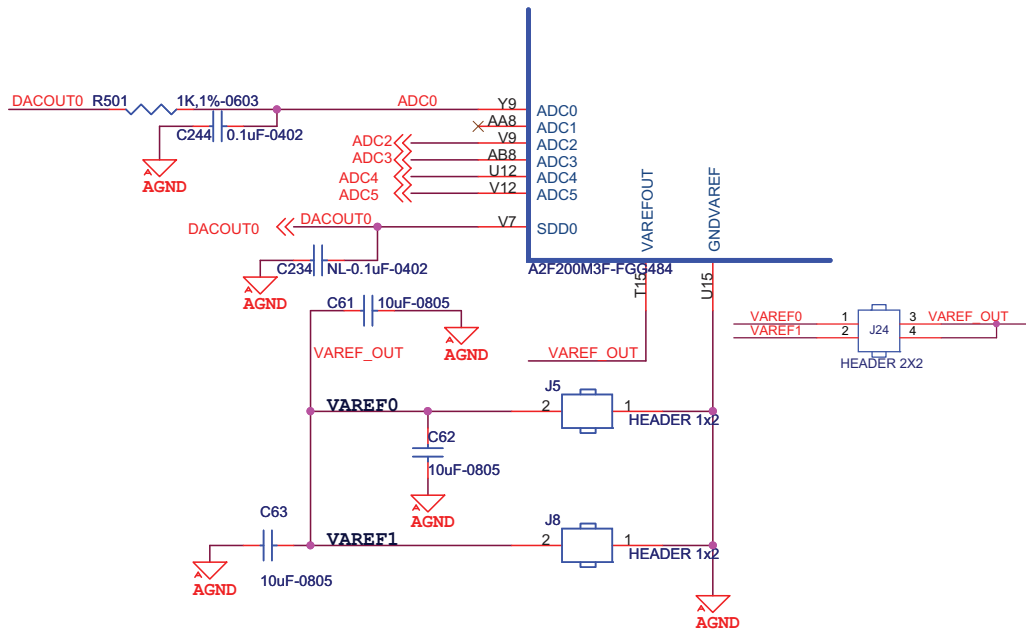 DACOUT0 R501 1K,1%-0603 ADC0 Y9 ADC0
AA8 ADC1
C244 0.1uF-0402
ADC2 V9 ADC2
ADC3 AB8 ADC3
ADC4 U12 ADC4
ADC5 V12 ADC5
A
AGND
DACOUT0 DACOUT0 V7 SDD0
VAREFOUT
GNDVAREF
C234 NL-0.1uF-0402
A2F200M3F-FGG484
A
AGND
T15
U15
C61 10uF-0805
A
AGND
VAREF_OUT
VAREF_OUT
VAREF0 1 3 VAREF_OUT
VAREF1 2 J24 4
HEADER 2X2
J5
VAREF0 2 1
HEADER 1x2
C62
10uF-0805
A
AGND
C63
J8
VAREF1 2 1
HEADER 1x2
10uF-0805
A
AGND
A
AGND